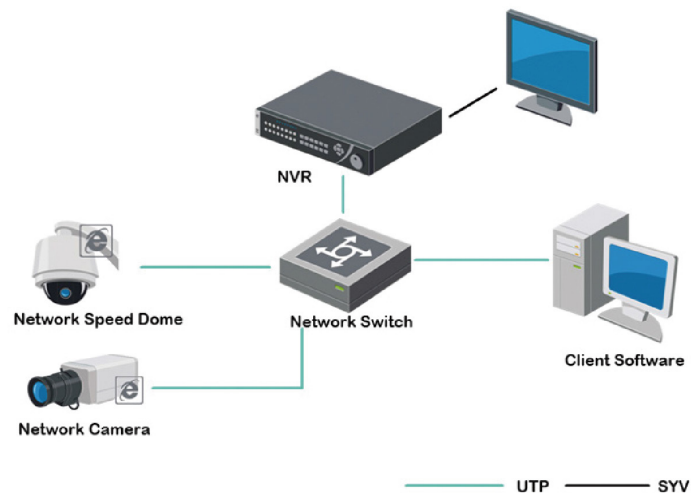 NVR
Network Speed Dome
Network Switch
Client Software
Network Camera
UTP
SYV